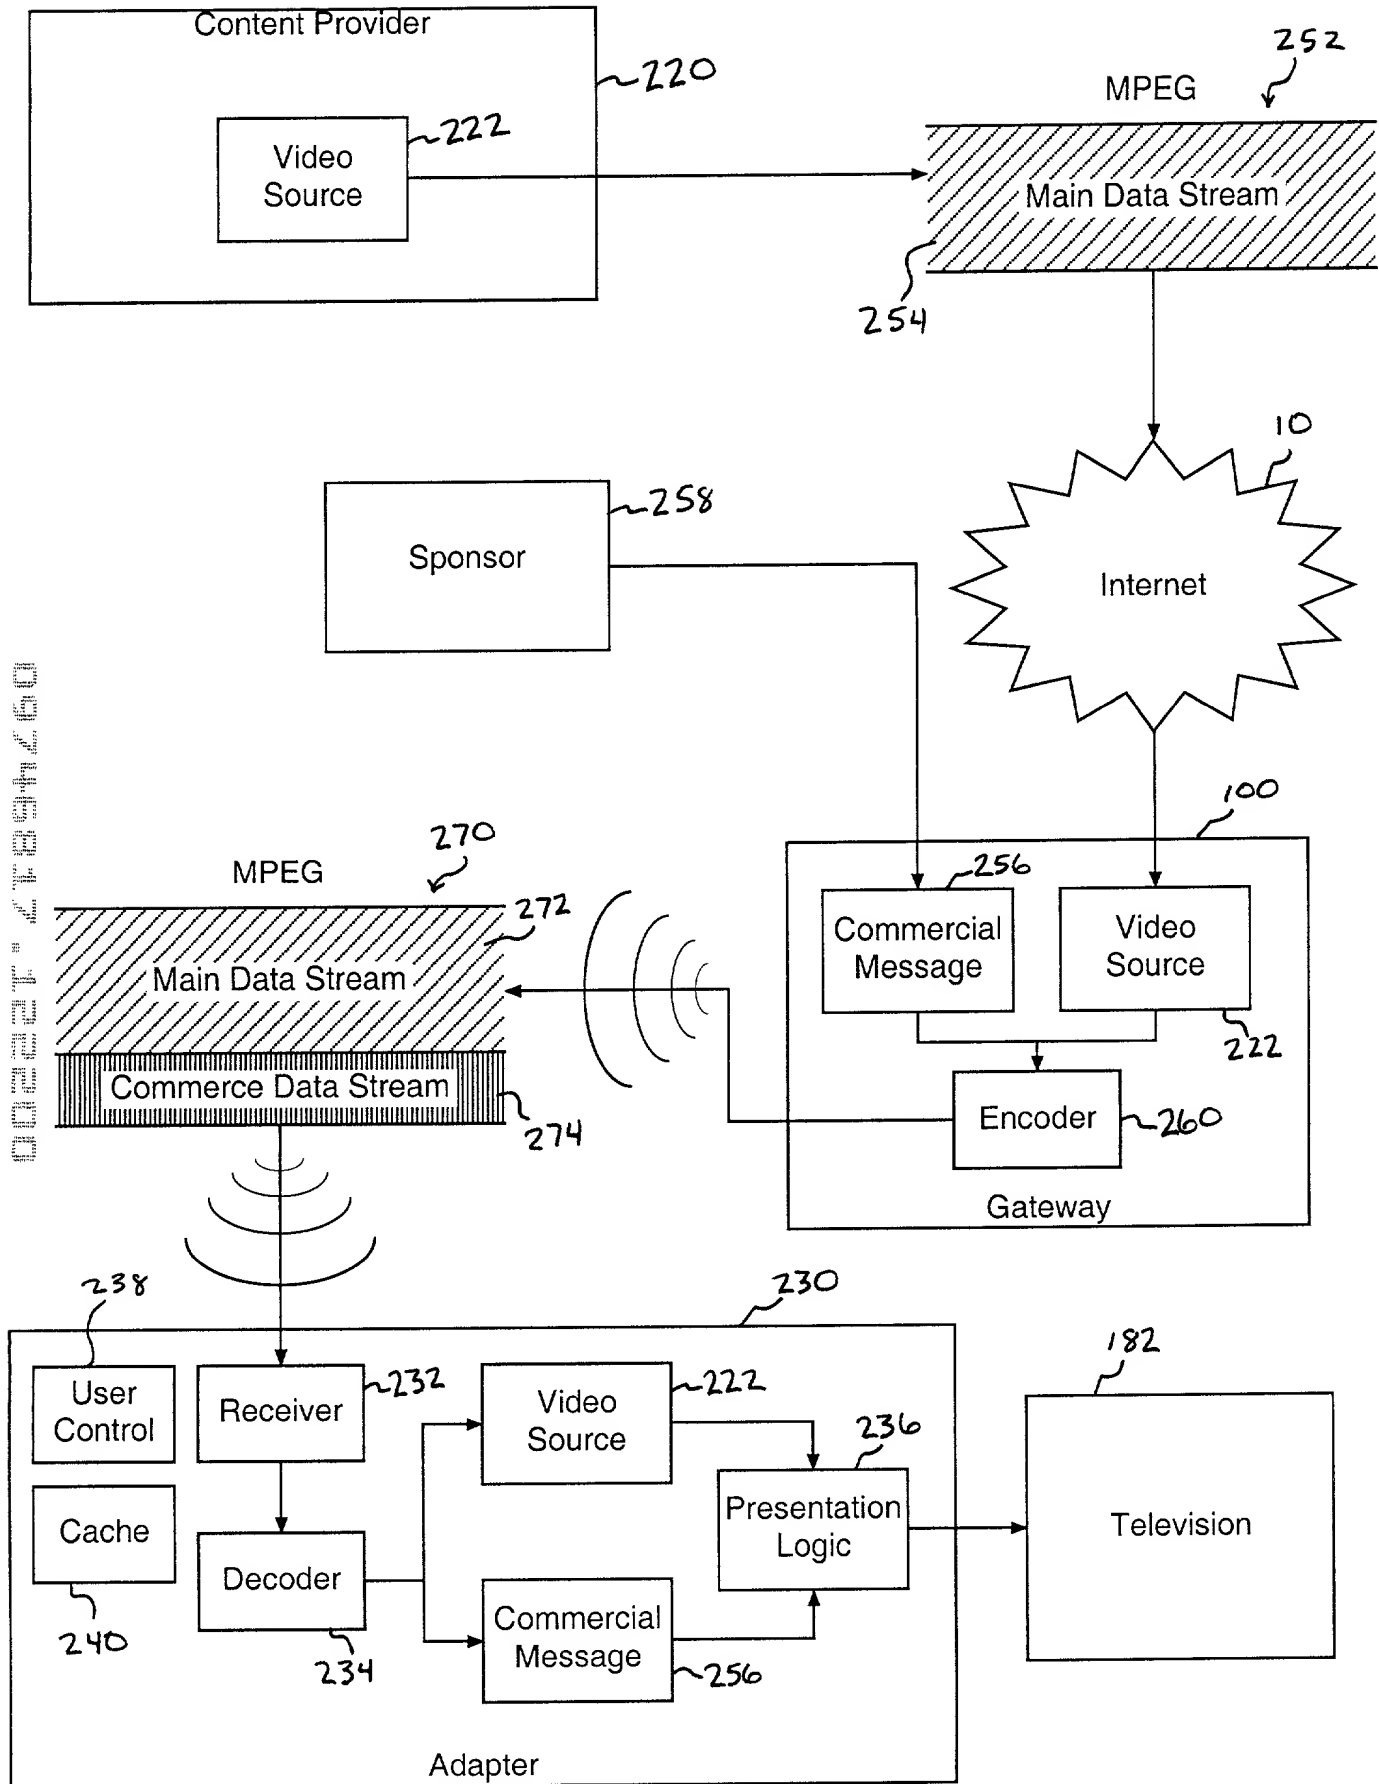 Content Provider
220
222
Video
Source
252
MPEG
Main Data Stream
254
10
Internet
258
Sponsor
100
256
Commercial
Message
Video
Source
222
Encoder
260
Gateway
270
MPEG
272
Main Data Stream
Commerce Data Stream
274
09745817.122200
238
230
User
Control
Receiver
232
Video
Source
222
236
Presentation
Logic
Cache
240
Decoder
234
Commercial
Message
256
Adapter
182
Television